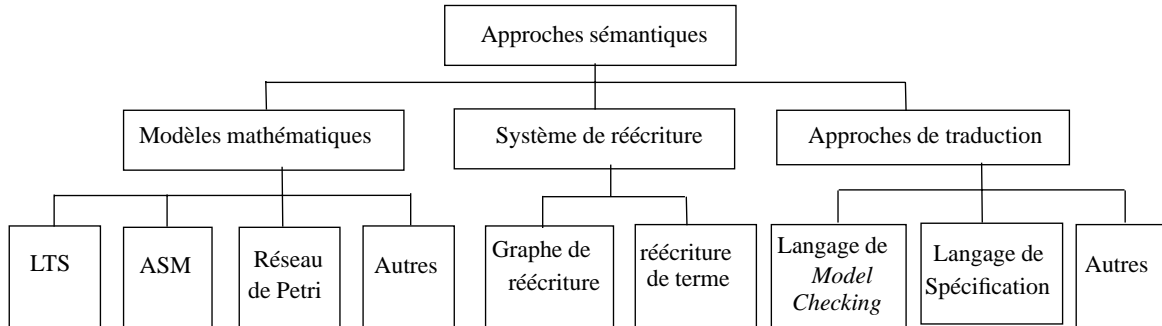 Approches sémantiques
Modèles mathématiques
Système de réécriture
Approches de traduction
LTS
ASM
Réseau
de Petri
Autres
Graphe de
réécriture
réécriture
de terme
Langage de
Model
Checking
Langage de
Spécification
Autres